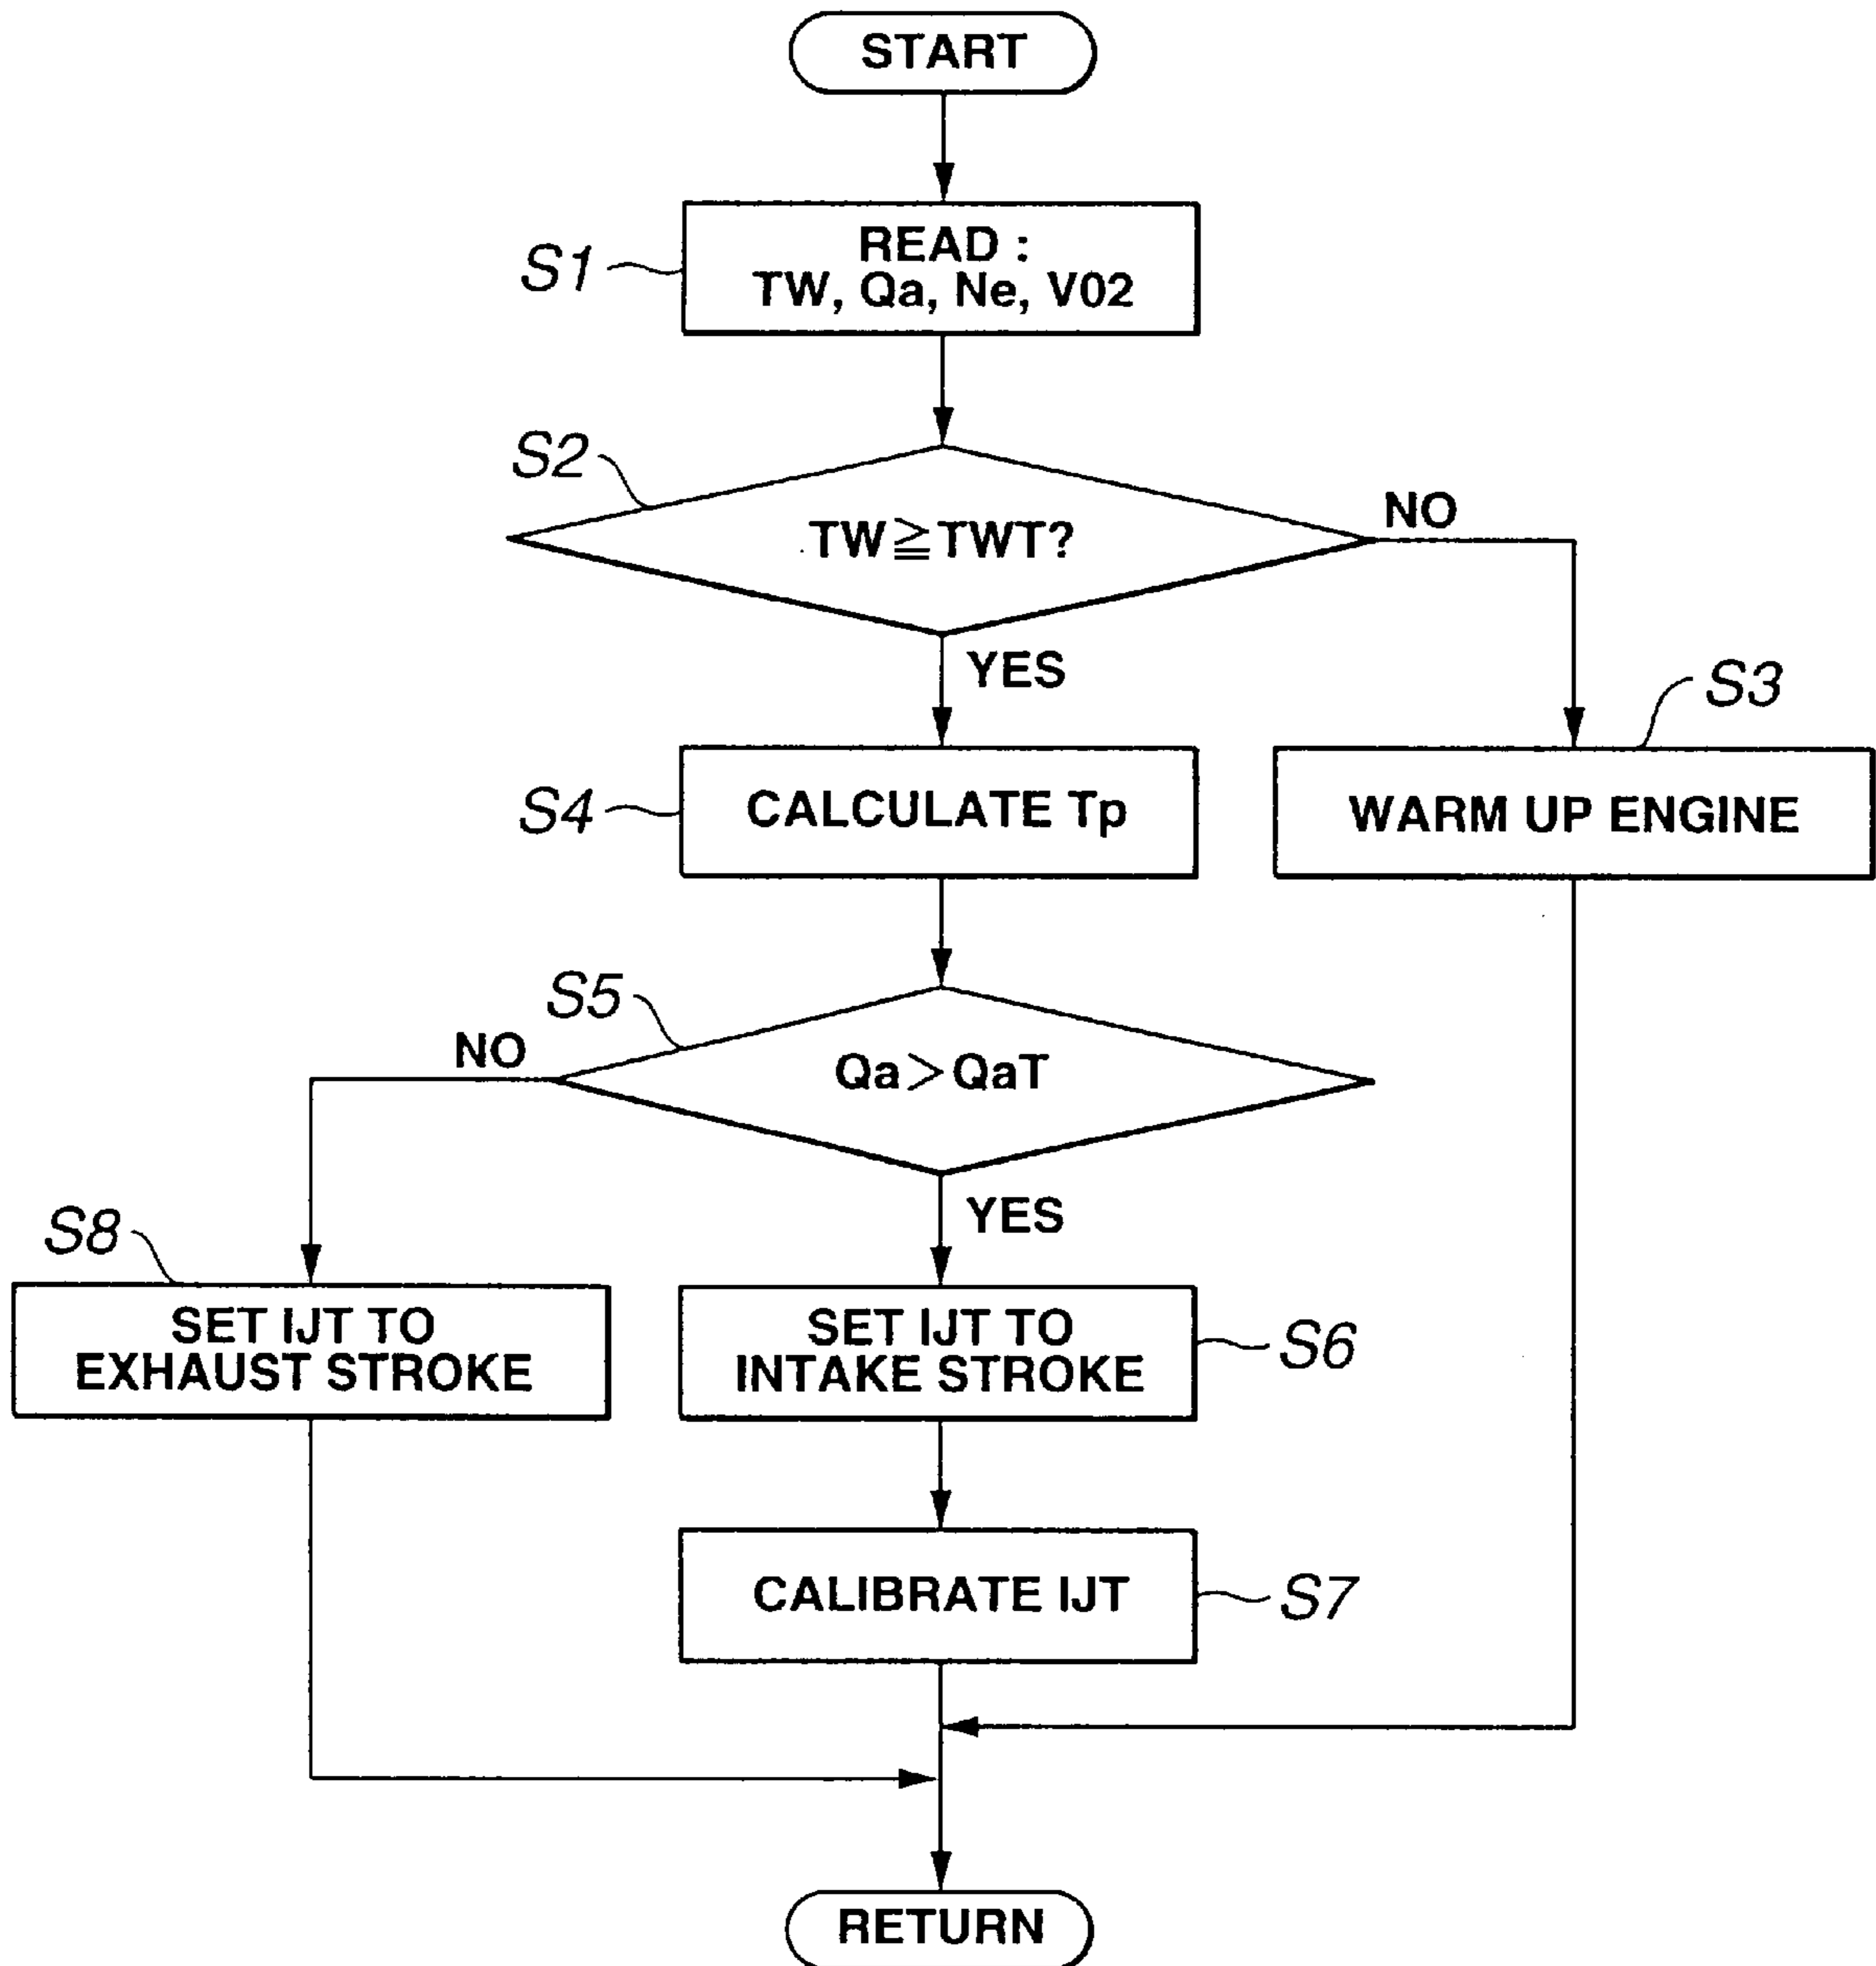 START
S1
READ :
TW, Qa, Ne, V02
S2
TW≧TWT?
NO
YES
S3
S4
CALCULATE Tp
WARM UP ENGINE
S5
NO
Qa>QaT
YES
S8
SET IJT TO
EXHAUST STROKE
SET IJT TO
INTAKE STROKE
S6
CALIBRATE IJT
S7
RETURN